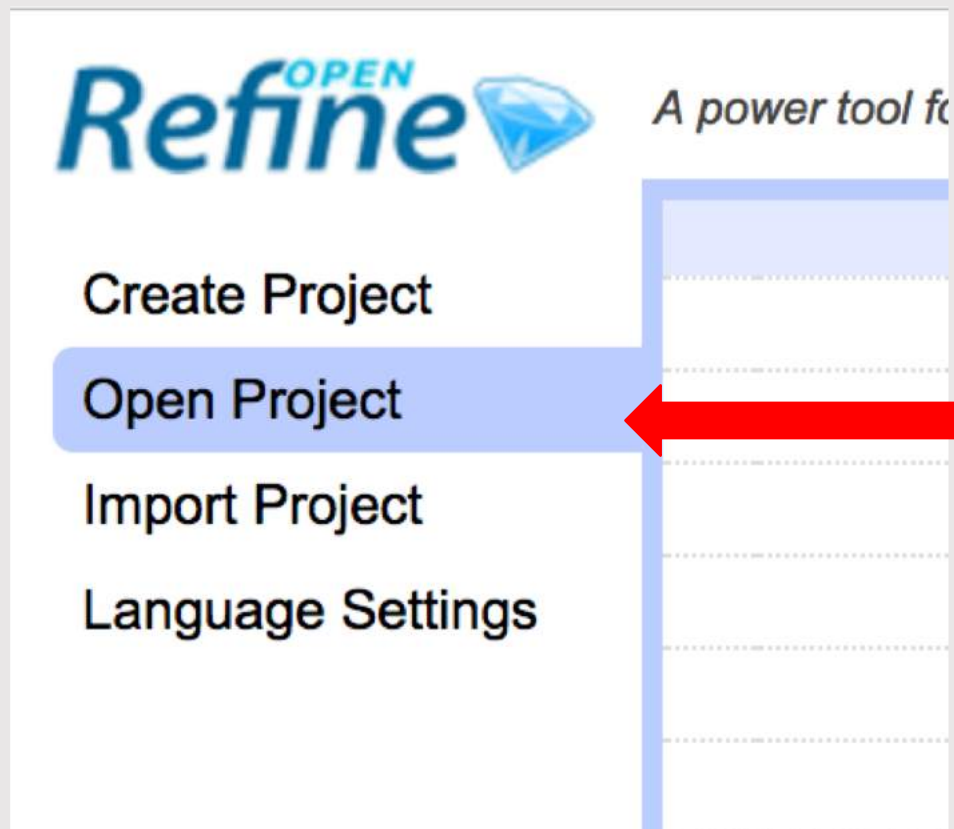 OPEN
Refine
A power tool fo
Create Project
Open Project
Import Project
Language Settings